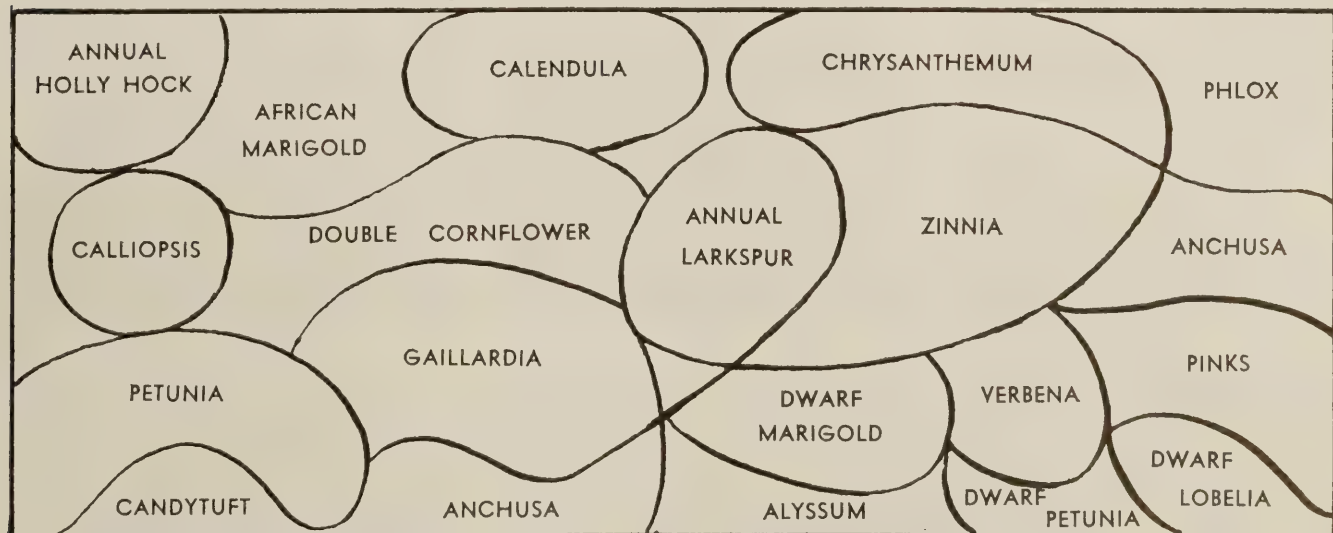 ANNUAL
HOLLY HOCK
AFRICAN
MARIGOLD
CALENDULA
CHRYSANTHEMUM
PHLOX
CALLIOPSIS
DOUBLE CORNFLOWER
ANNUAL
LARKSPUR
ZINNIA
ANCHUSA
PETUNIA
GAILLARDIA
DWARF
MARIGOLD
VERBENA
PINKS
CANDYTUFT
ANCHUSA
ALYSSUM
DWARF
PETUNIA
DWARF
LOBELIA